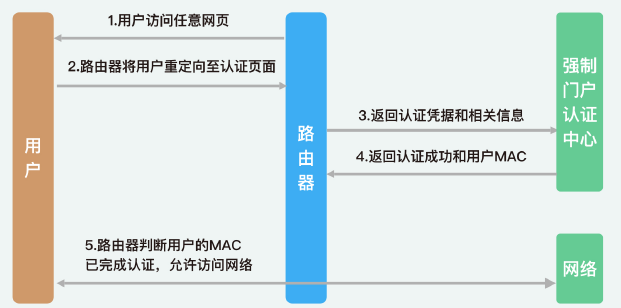 1.用户访问任意网页
2.路由器将用户重定向至认证页面
3.返回认证凭据和相关信息
4.返回认证成功和用户MAC
5.路由器判断用户的MAC
已完成认证，允许访问网络
用户
路由器
强制
门户
认证
中心
网络